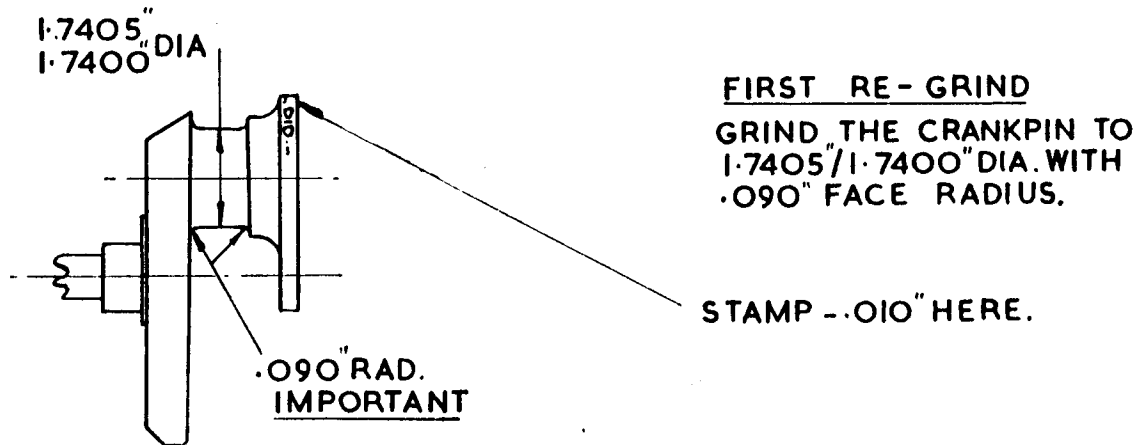 1·7405"
1·7400" DIA
·010"
FIRST RE-GRIND
GRIND THE CRANKPIN TO
1·7405"/1·7400" DIA. WITH
·090" FACE RADIUS.
STAMP -·010" HERE.
·090" RAD.
IMPORTANT